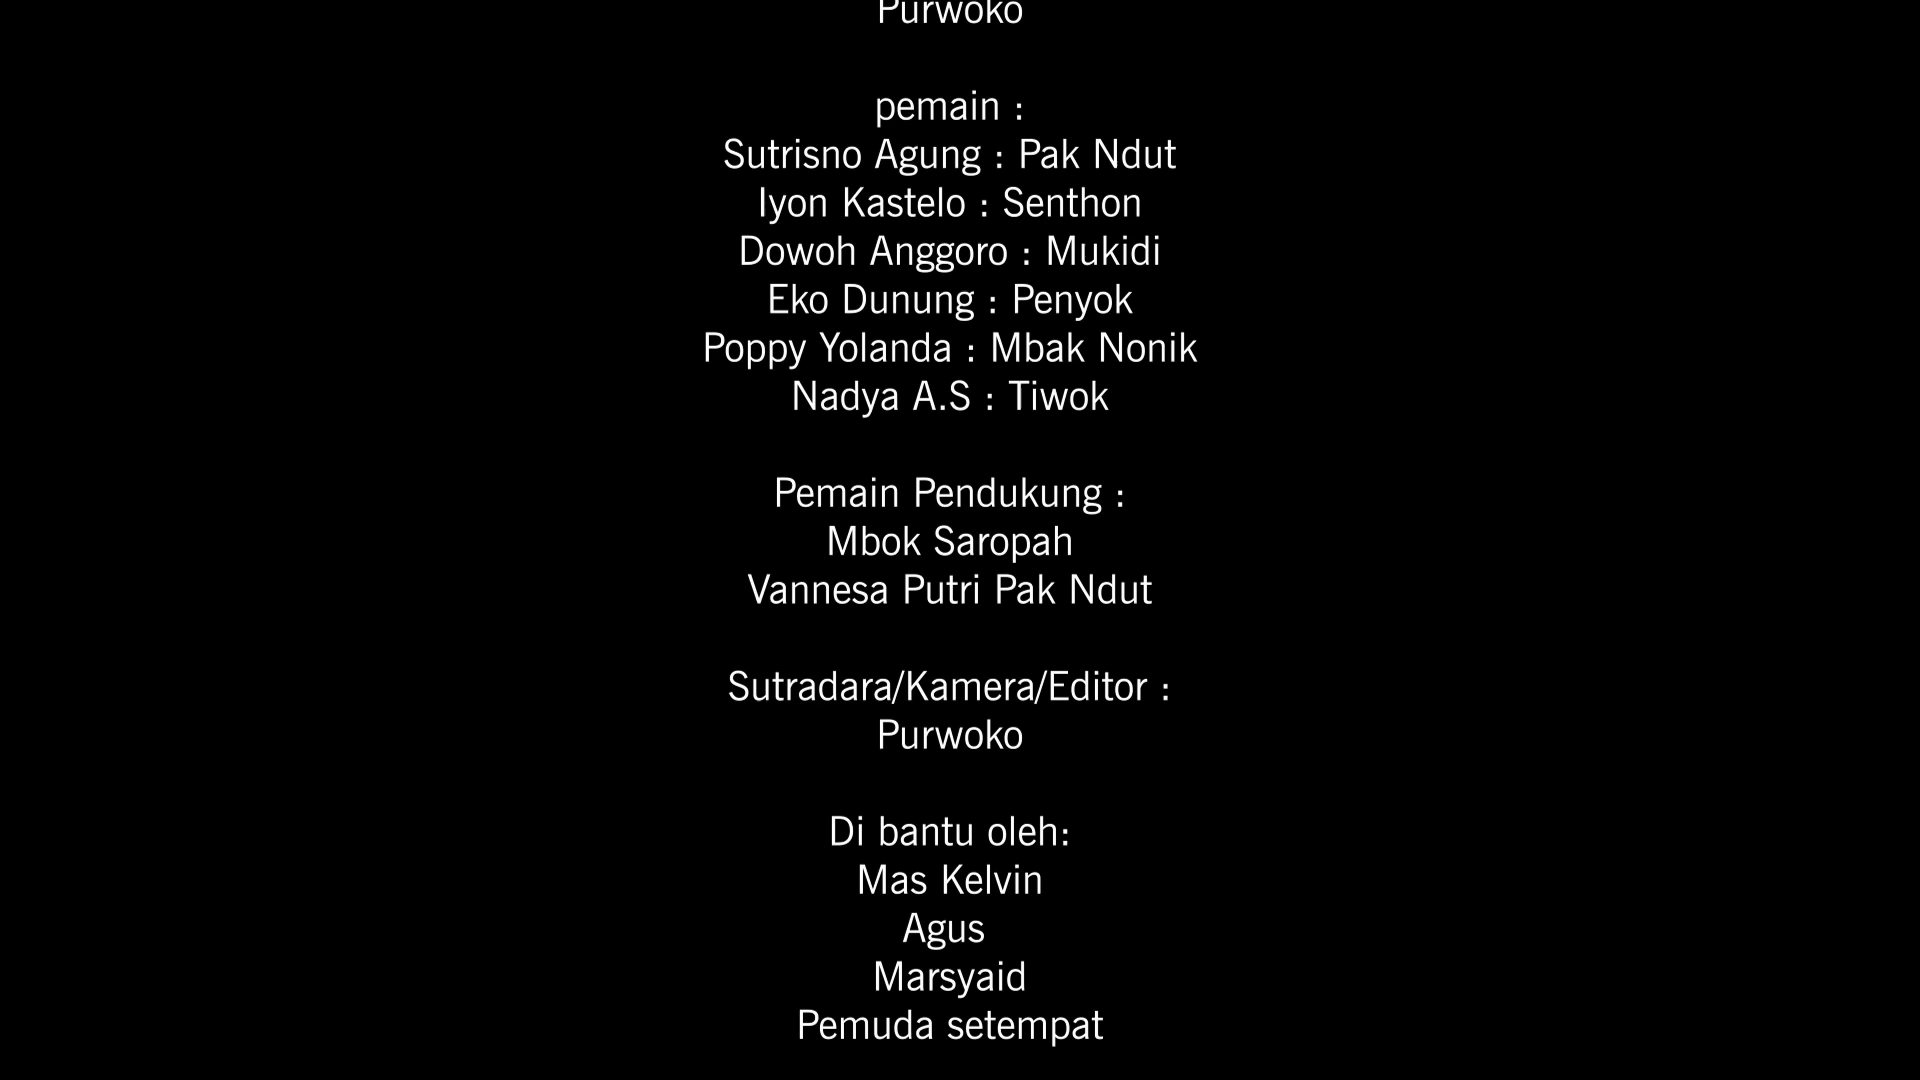 Purwoko
pemain :
Sutrisno Agung : Pak Ndut
Iyon Kastelo : Senthon
Dowoh Anggoro : Mukidi
Eko Dunung : Penyok
Poppy Yolanda : Mbak Nonik
Nadya A.S : Tiwok
Pemain Pendukung :
Mbok Saropah
Vannesa Putri Pak Ndut
Sutradara/Kamera/Editor :
Purwoko
Di bantu oleh:
Mas Kelvin
Agus
Marsyaid
Pemuda setempat